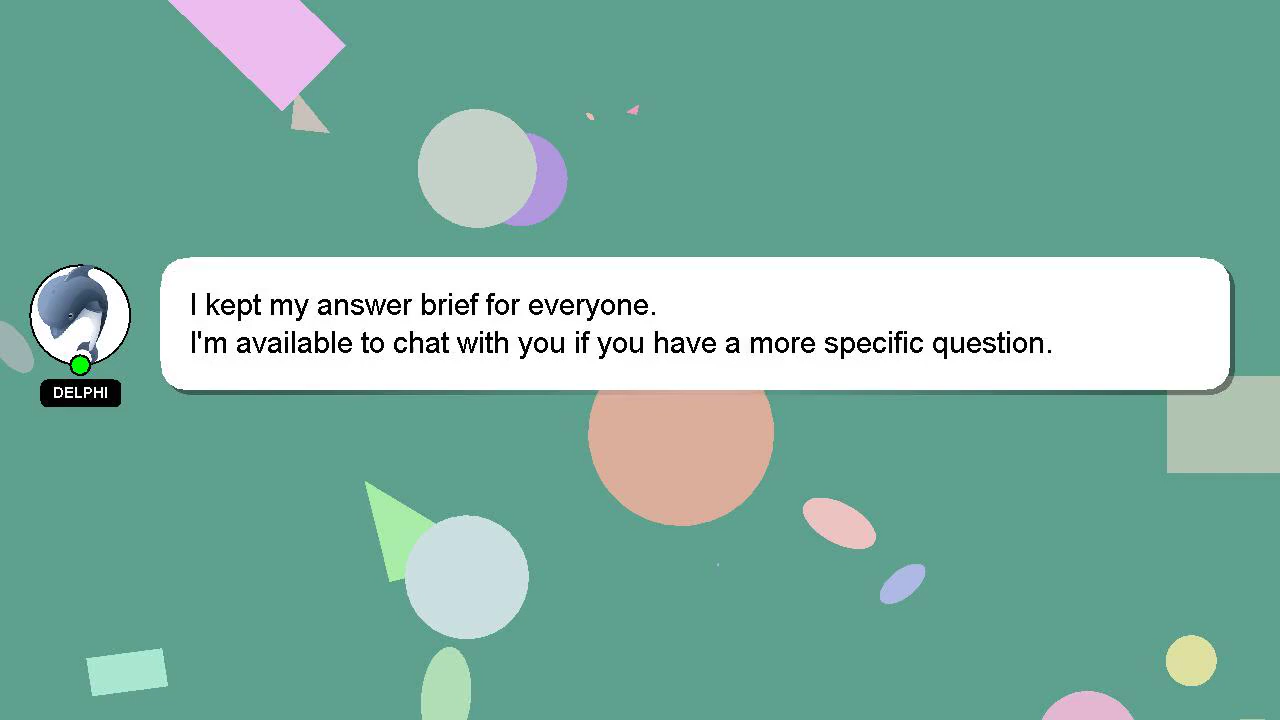 I kept my answer brief for everyone.
I'm available to chat with you if you have a more specific question.
DELPHI